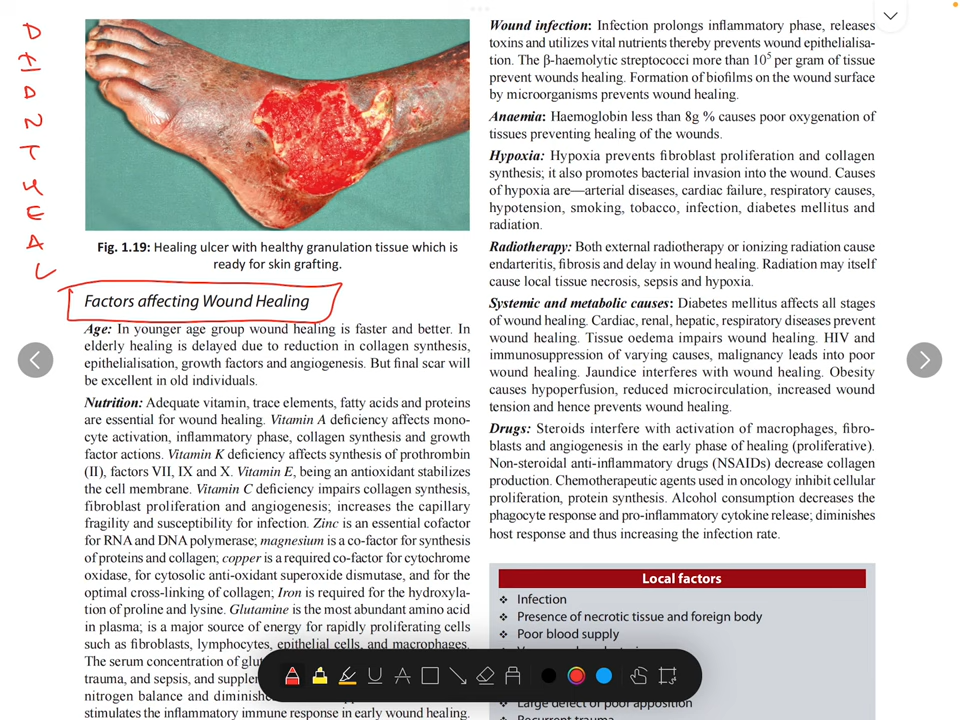 D
I
D
N
T
H
E
A
L
Fig. 1.19: Healing ulcer with healthy granulation tissue which is
ready for skin grafting.
Factors affecting Wound Healing
Age: In younger age group wound healing is faster and better. In
elderly healing is delayed due to reduction in collagen synthesis,
epithelialisation, growth factors and angiogenesis. But final scar will
be excellent in old individuals.
Nutrition: Adequate vitamin, trace elements, fatty acids and proteins
are essential for wound healing. Vitamin A deficiency affects mono-
cyte activation, inflammatory phase, collagen synthesis and growth
factor actions. Vitamin K deficiency affects synthesis of prothrombin
(II), factors VII, IX and X. Vitamin E, being an antioxidant stabilizes
the cell membrane. Vitamin C deficiency impairs collagen synthesis,
fibroblast proliferation and angiogenesis; increases the capillary
fragility and susceptibility for infection. Zinc is an essential cofactor
for RNA and DNA polymerase; magnesium is a co-factor for synthesis
of proteins and collagen; copper is a required co-factor for cytochrome
oxidase, for cytosolic anti-oxidant superoxide dismutase, and for the
optimal cross-linking of collagen; Iron is required for the hydroxyla-
tion of proline and lysine. Glutamine is the most abundant amino acid
in plasma; is a major source of energy for rapidly proliferating cells
such as fibroblasts, lymphocytes, epithelial cells, and macrophages.
The serum concentration of
trauma, and sepsis, and
nitrogen balance and
stimulates the inflammatory immune response in early wound healing.
Wound infection: Infection prolongs inflammatory phase, releases
toxins and utilizes vital nutrients thereby prevents wound epithelialisa-
tion. The β-haemolytic streptococci more than 10⁵ per gram of tissue
prevent wounds healing. Formation of biofilms on the wound surface
by microorganisms prevents wound healing.
Anaemia: Haemoglobin less than 8g % causes poor oxygenation of
tissues preventing healing of the wounds.
Hypoxia: Hypoxia prevents fibroblast proliferation and collagen
synthesis; it also promotes bacterial invasion into the wound. Causes
of hypoxia are—arterial diseases, cardiac failure, respiratory causes,
hypotension, smoking, tobacco, infection, diabetes mellitus and
radiation.
Radiotherapy: Both external radiotherapy or ionizing radiation cause
endarteritis, fibrosis and delay in wound healing. Radiation may itself
cause local tissue necrosis, sepsis and hypoxia.
Systemic and metabolic causes: Diabetes mellitus affects all stages
of wound healing. Cardiac, renal, hepatic, respiratory diseases prevent
wound healing. Tissue oedema impairs wound healing. HIV and
immunosuppression of varying causes, malignancy leads into poor
wound healing. Jaundice interferes with wound healing. Obesity
causes hypoperfusion, reduced microcirculation, increased wound
tension and hence prevents wound healing.
Drugs: Steroids interfere with activation of macrophages, fibro-
blasts and angiogenesis in the early phase of healing (proliferative).
Non-steroidal anti-inflammatory drugs (NSAIDs) decrease collagen
production. Chemotherapeutic agents used in oncology inhibit cellular
proliferation, protein synthesis. Alcohol consumption decreases the
phagocyte response and pro-inflammatory cytokine release; diminishes
host response and thus increasing the infection rate.
Local factors
❖ Infection
❖ Presence of necrotic tissue and foreign body
❖ Poor blood supply
Large defect or poor apposition
Recurrent trauma